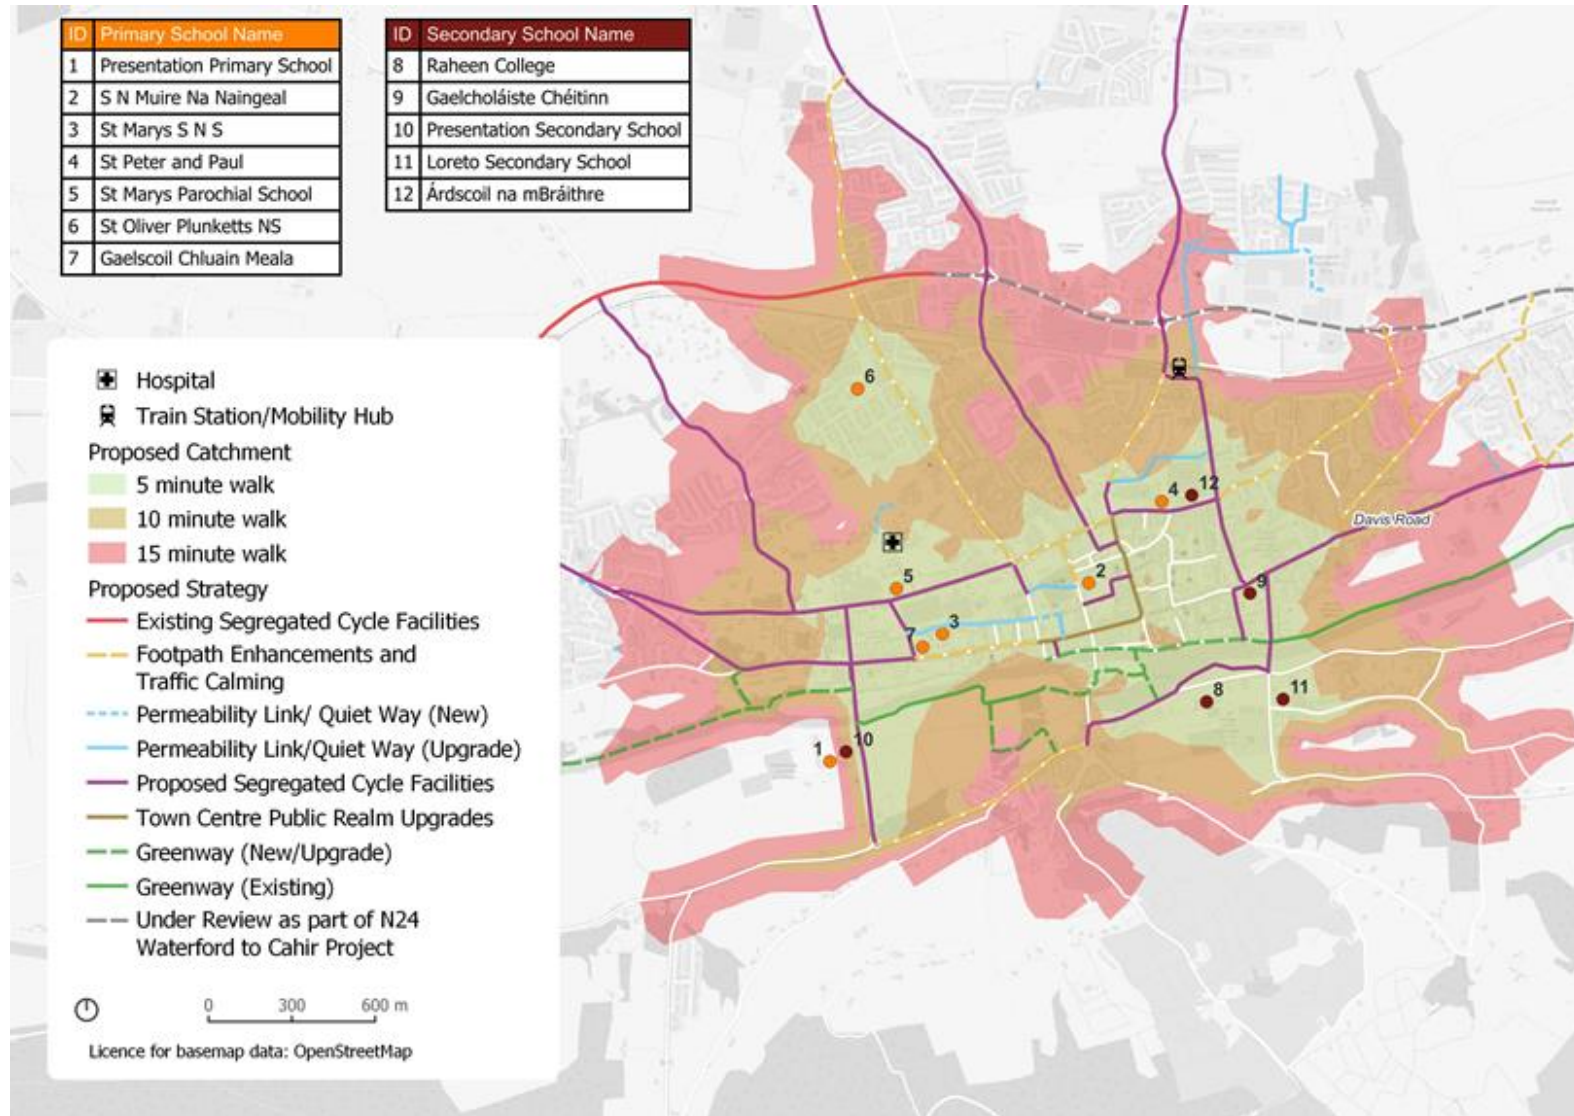 ID Primary School Name
1 Presentation Primary School
2 S N Muire Na Naingeal
3 St Marys S N S
4 St Peter and Paul
5 St Marys Parochial School
6 St Oliver Plunketts NS
7 Gaelscoil Chluain Meala
ID Secondary School Name
8 Raheen College
9 Gaelcholáiste Chéitinn
10 Presentation Secondary School
11 Loreto Secondary School
12 Árdscoil na mBráithre
Hospital
Train Station/Mobility Hub
Proposed Catchment
5 minute walk
10 minute walk
15 minute walk
Proposed Strategy
Existing Segregated Cycle Facilities
Footpath Enhancements and
Traffic Calming
Permeability Link/ Quiet Way (New)
Permeability Link/Quiet Way (Upgrade)
Proposed Segregated Cycle Facilities
Town Centre Public Realm Upgrades
Greenway (New/Upgrade)
Greenway (Existing)
Under Review as part of N24
Waterford to Cahir Project
0 300 600 m
Licence for basemap data: OpenStreetMap
6
12
4
Davis Road
5
2
9
3
7
8
11
10
1